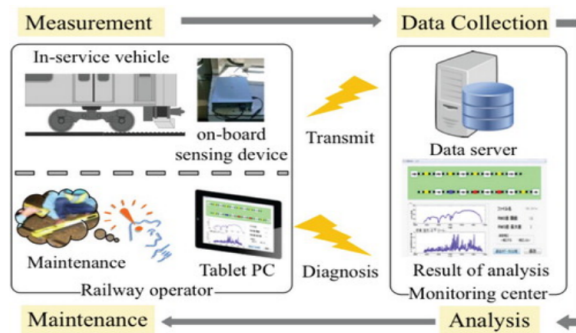 Measurement
Data Collection
In-service vehicle
on-board
sensing device
Transmit
Data server
Maintenance
Tablet PC
Diagnosis
Result of analysis
Railway operator
Monitoring center
Maintenance
Analysis